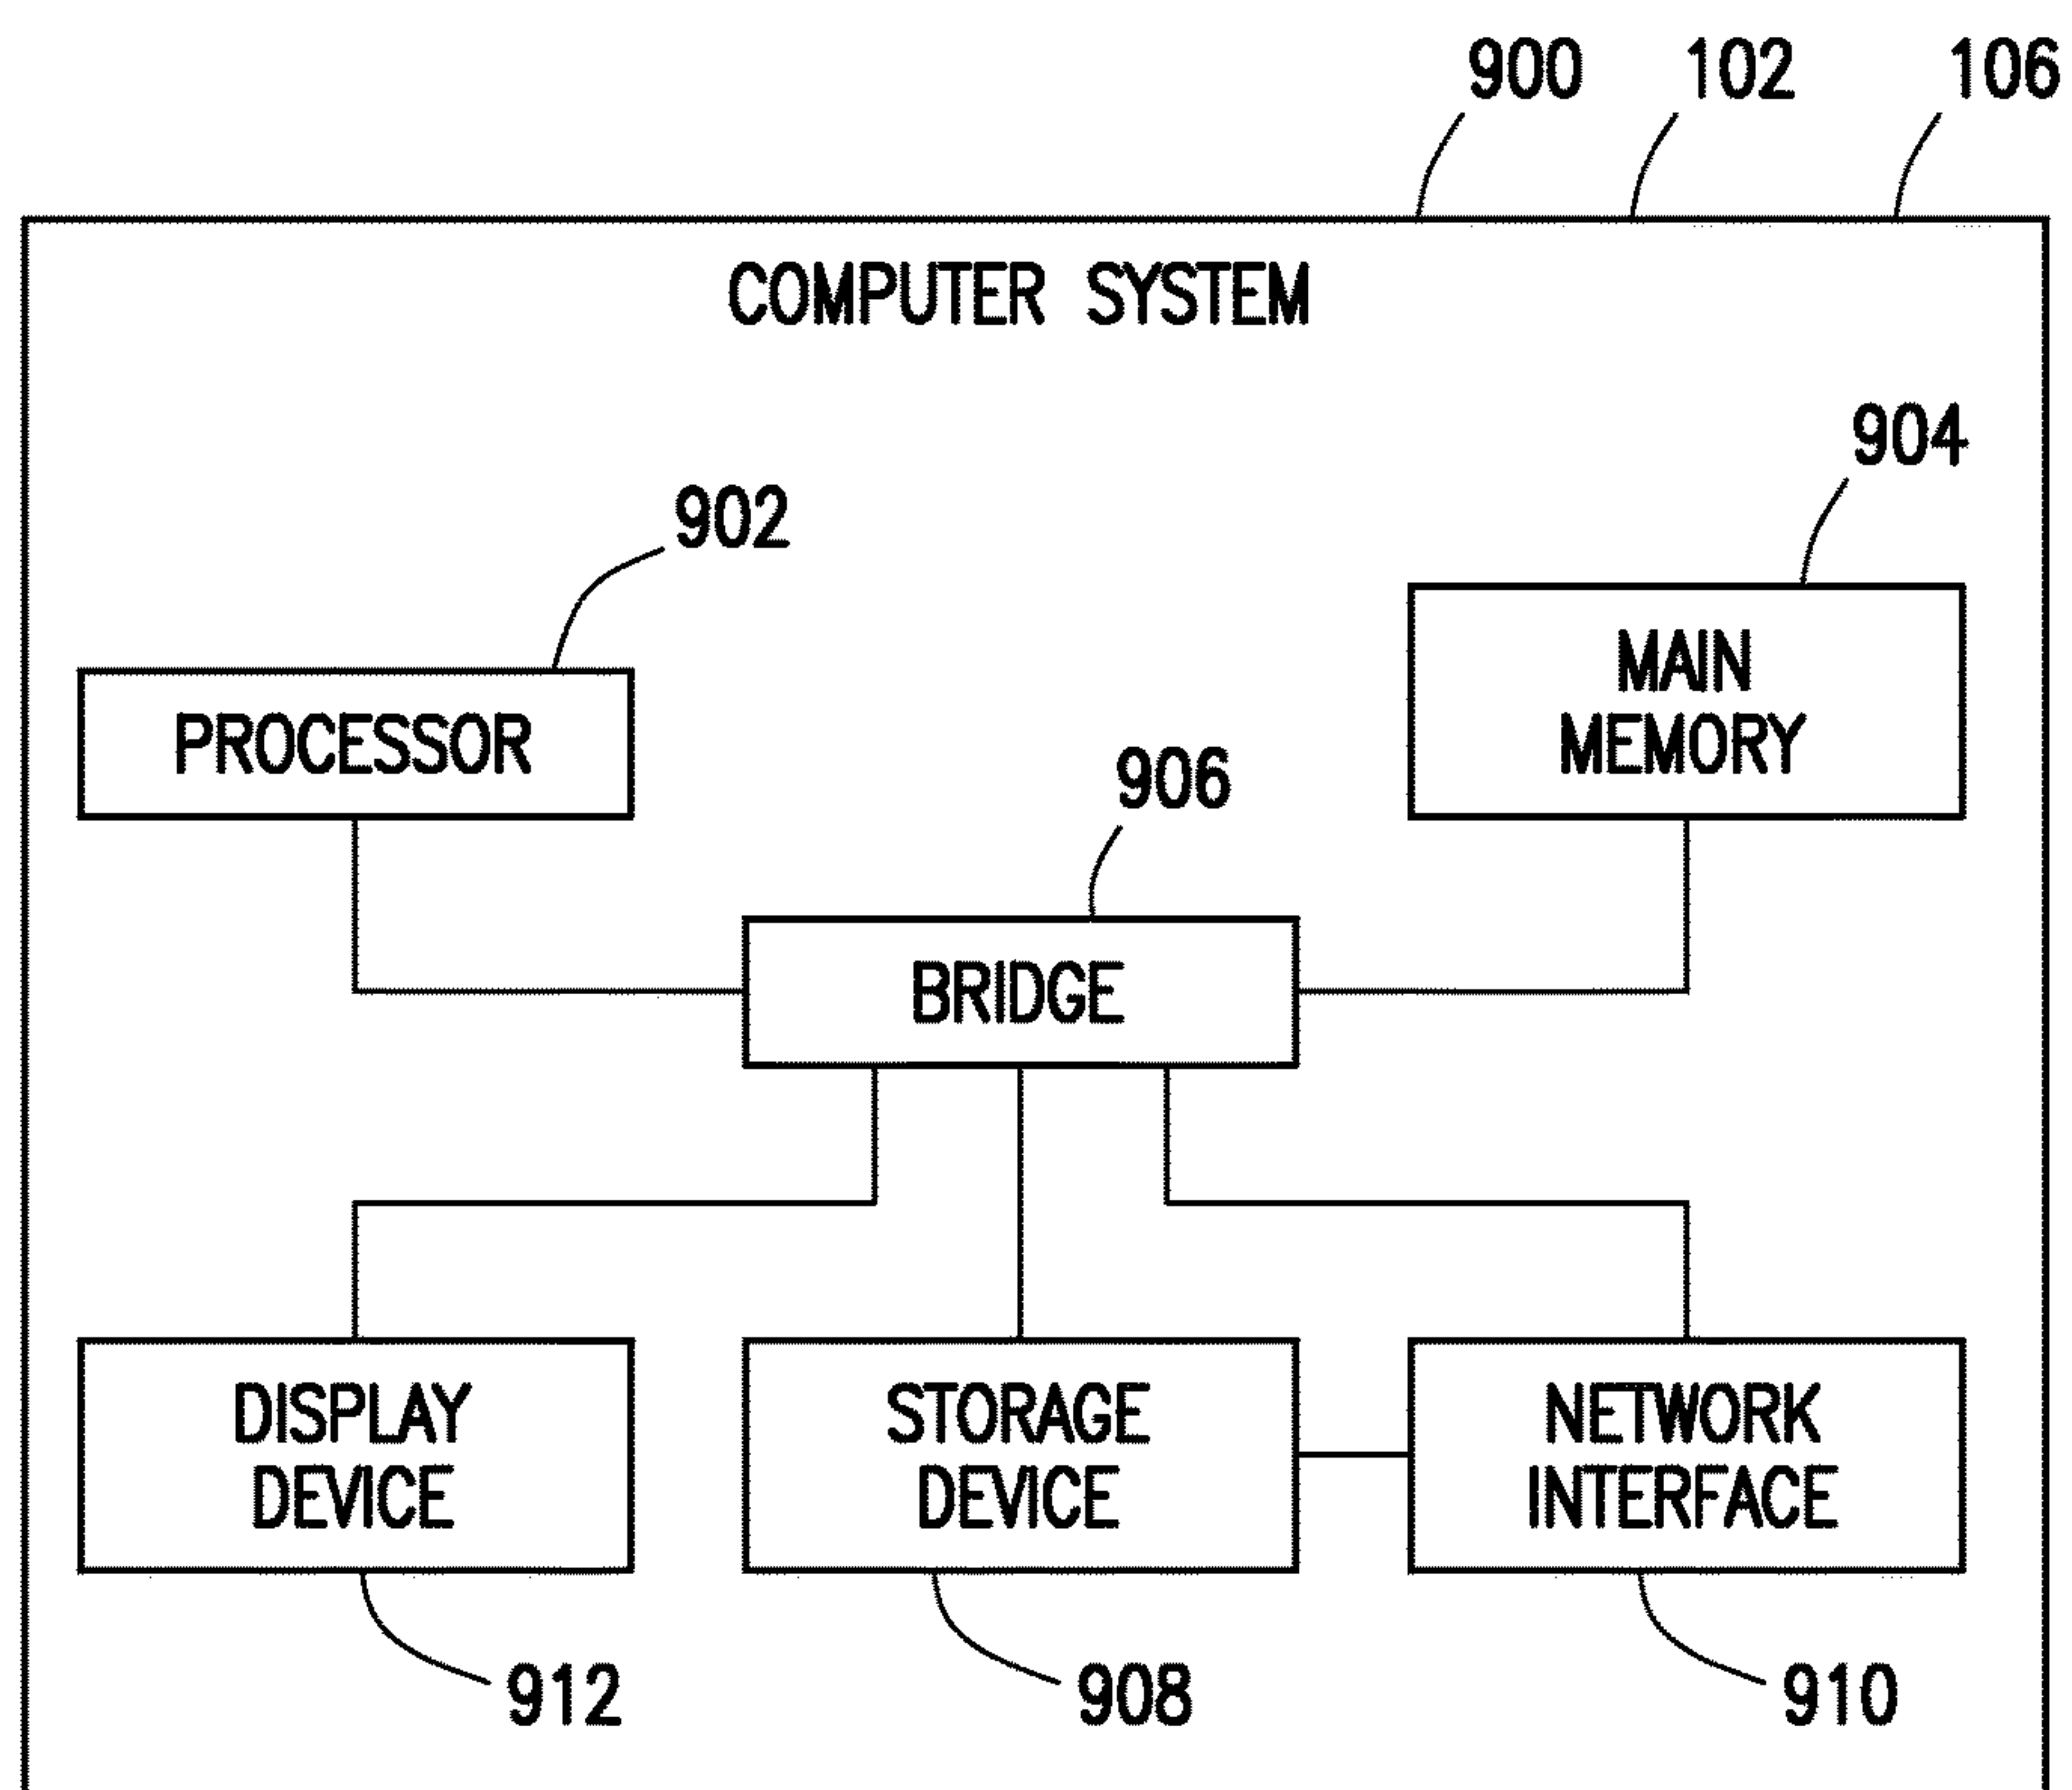 900 102 106
COMPUTER SYSTEM
904
902
MAIN
MEMORY
PROCESSOR
906
BRIDGE
DISPLAY
DEVICE
STORAGE
DEVICE
NETWORK
INTERFACE
912
908
910